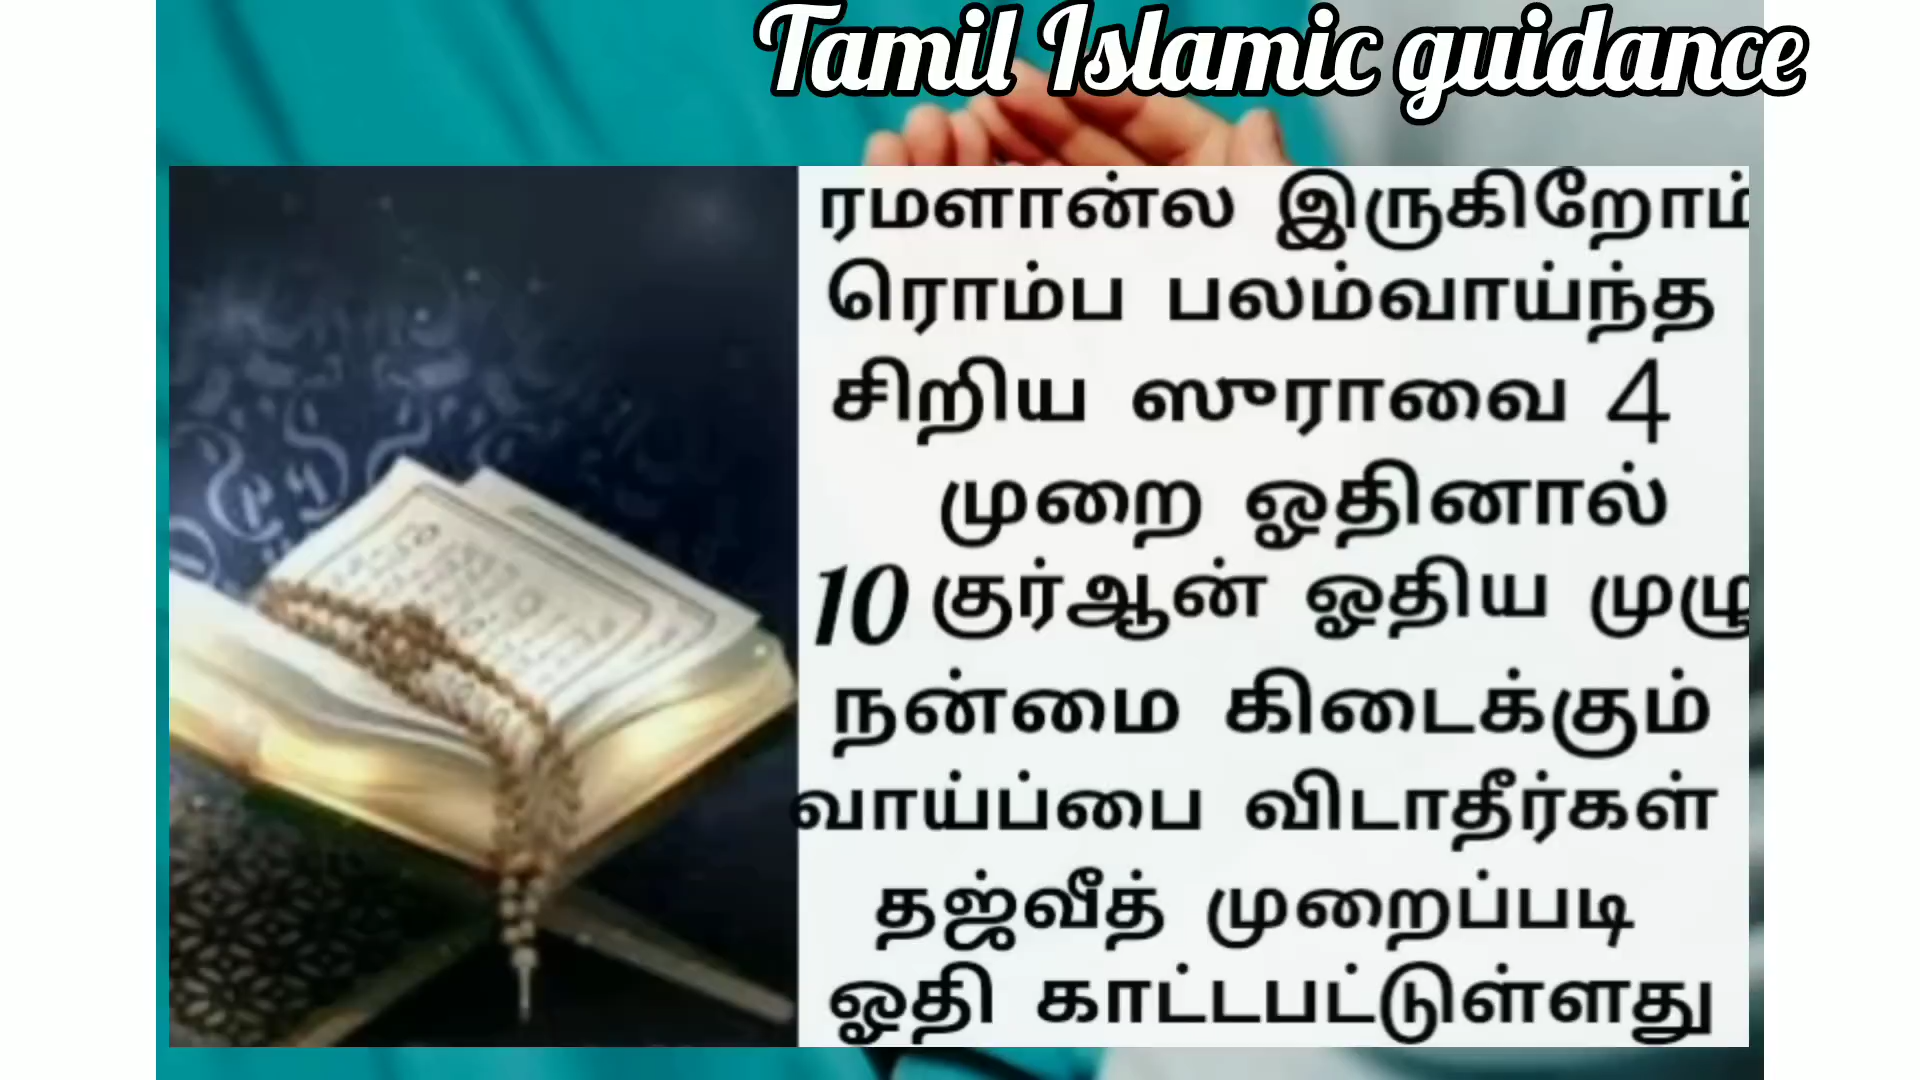 Tamil Islamic guidance
ரமளான்ல இருகிறோம்
ரொம்ப பலம்வாய்ந்த
சிறிய ஸுராவை 4
முறை ஓதினால்
10 குர்ஆன் ஓதிய முழு
நன்மை கிடைக்கும்
வாய்ப்பை விடாதீர்கள்
தஜ்வீத் முறைப்படி
ஓதி காட்டபட்டுள்ளது